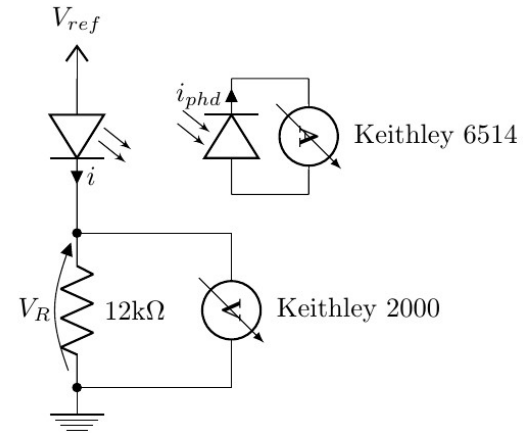 V_ref
i_phd
A
Keithley 6514
i
V_R
12kΩ
V
Keithley 2000